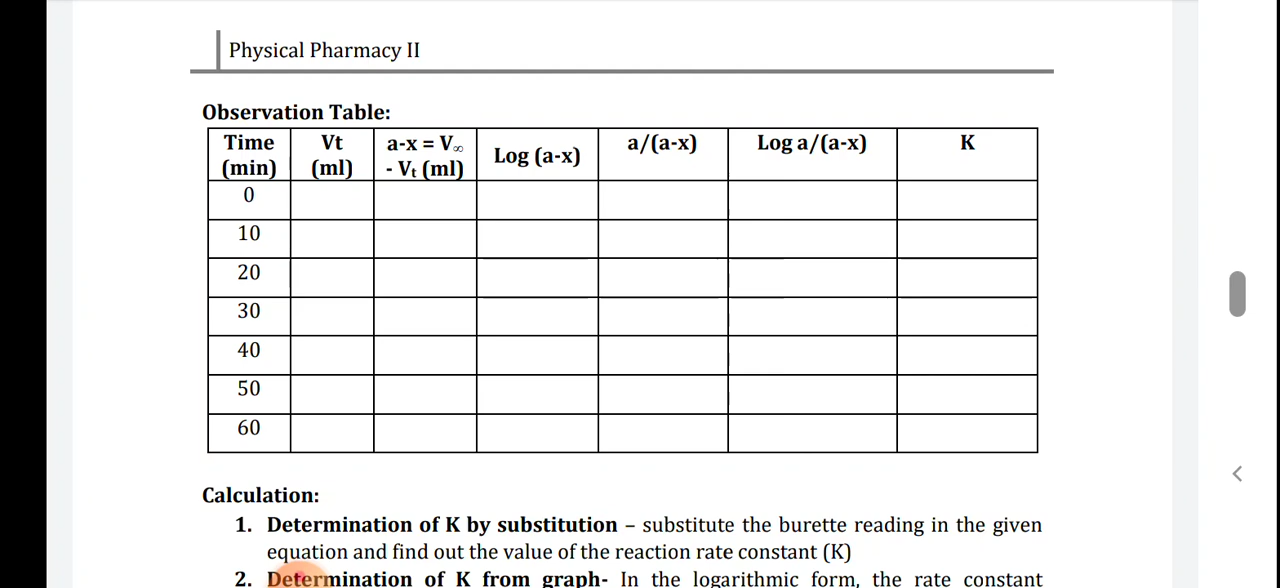 Physical Pharmacy II
Observation Table:
Time (min) Vt (ml) a-x = V∞ - Vt (ml) Log (a-x) a/(a-x) Log a/(a-x) K
0
10
20
30
40
50
60
Calculation:
1. Determination of K by substitution – substitute the burette reading in the given
equation and find out the value of the reaction rate constant (K)
2. Determination of K from graph- In the logarithmic form, the rate constant